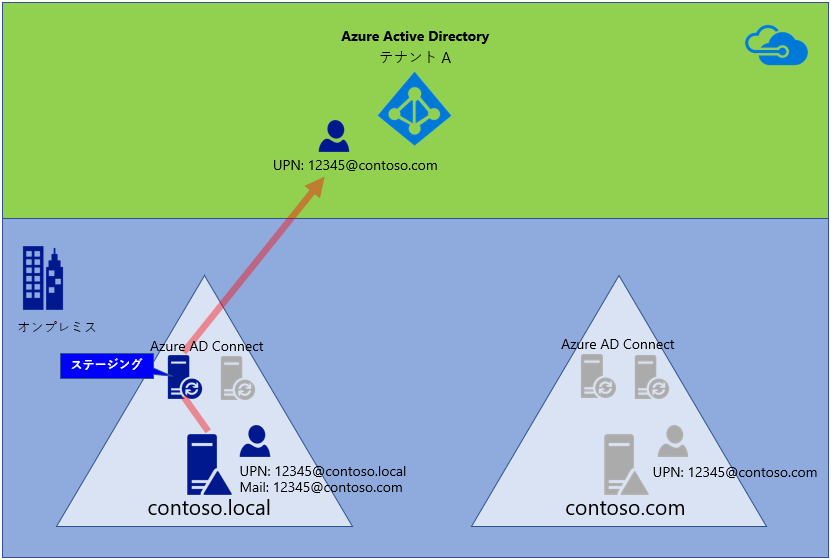 Azure Active Directory
テナント A
UPN: 12345@contoso.com
オンプレミス
Azure AD Connect
ステージング
UPN: 12345@contoso.local
Mail: 12345@contoso.com
contoso.local
Azure AD Connect
UPN: 12345@contoso.com
contoso.com